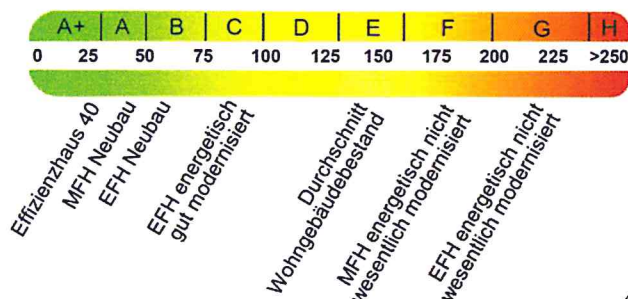 A+ A B C D E F G H
0 25 50 75 100 125 150 175 200 225 >250
Effizienzhaus 40
MFH Neubau
EFH Neubau
EFH energetisch
gut modernisiert
Durchschnitt
Wohngebäudebestand
MFH energetisch nicht
wesentlich modernisiert
EFH energetisch nicht
wesentlich modernisiert